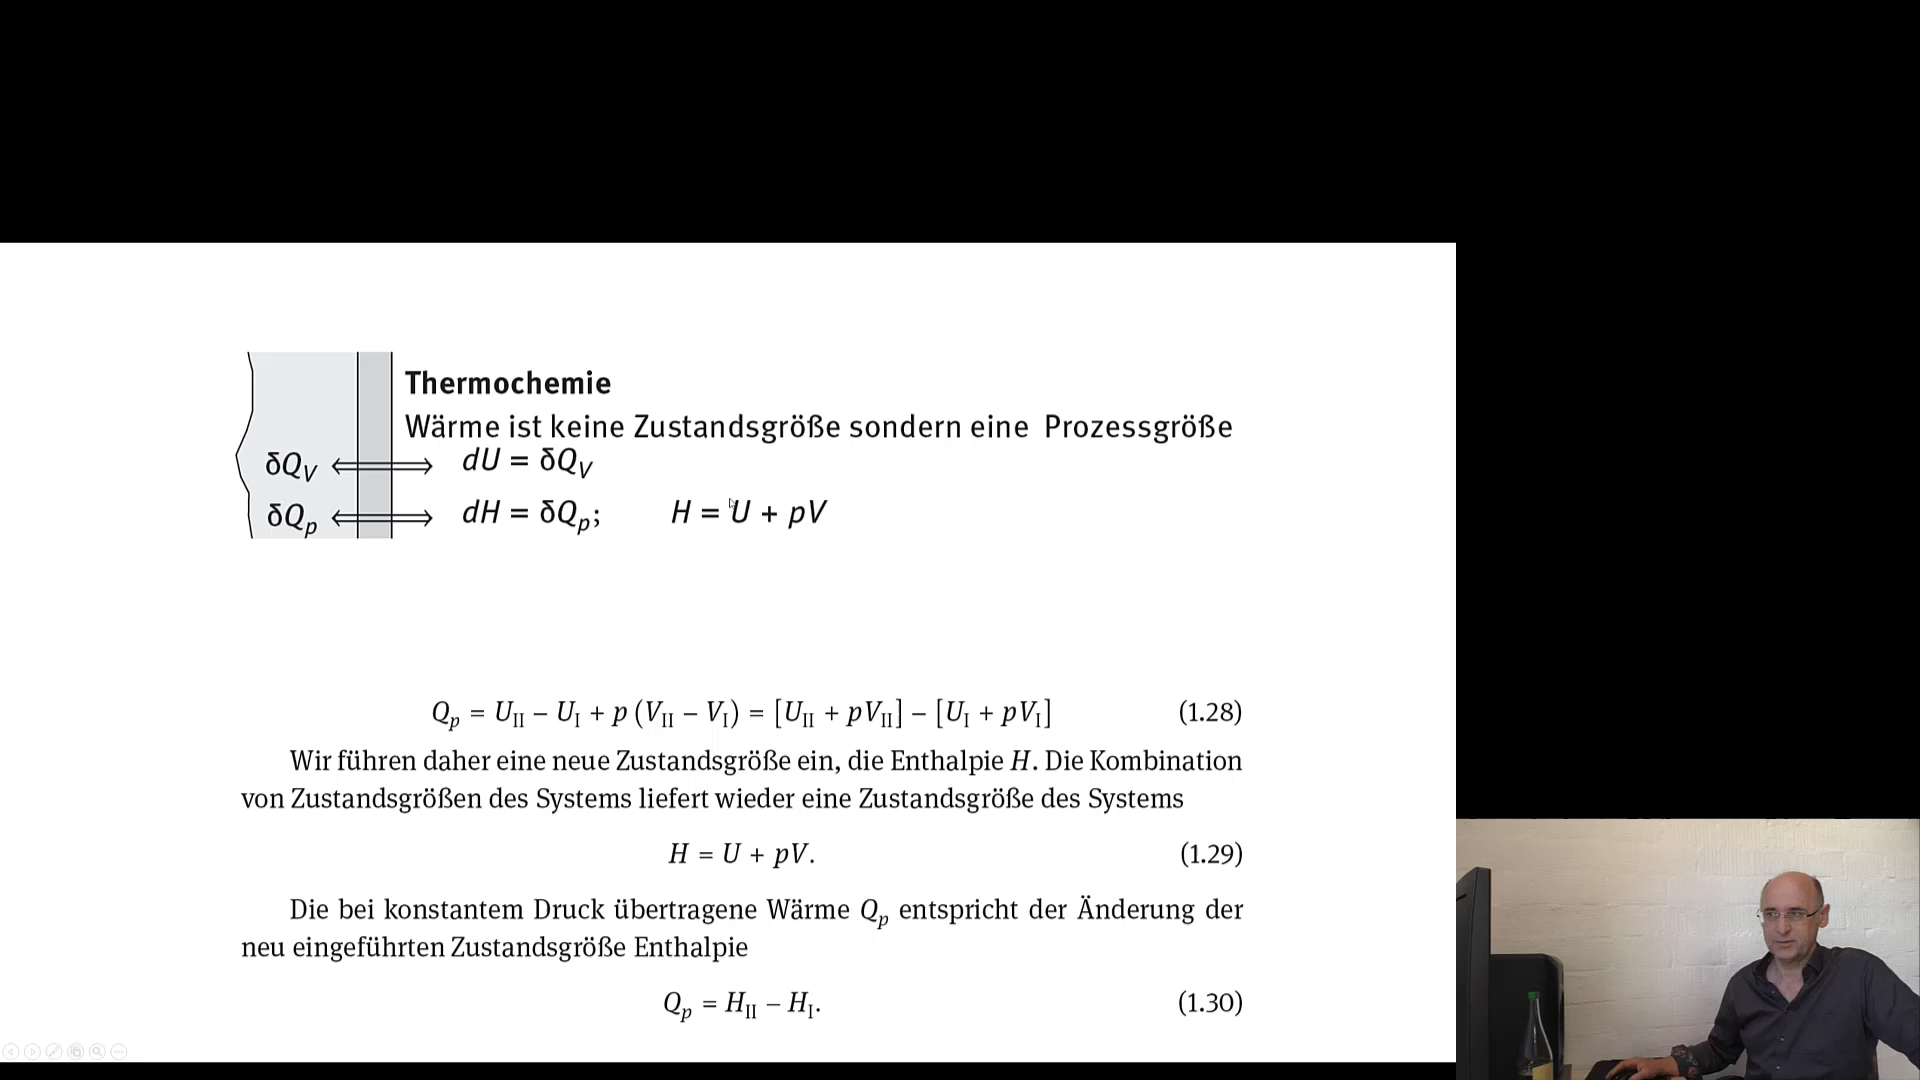 Thermochemie
Wärme ist keine Zustandsgröße sondern eine Prozessgröße
δQ_V ⟺ dU = δQ_V
δQ_p ⟺ dH = δQ_p; H = U + pV
Q_p = U_II − U_I + p (V_II − V_I) = [U_II + pV_II] − [U_I + pV_I] (1.28)
Wir führen daher eine neue Zustandsgröße ein, die Enthalpie H. Die Kombination
von Zustandsgrößen des Systems liefert wieder eine Zustandsgröße des Systems
H = U + pV. (1.29)
Die bei konstantem Druck übertragene Wärme Q_p entspricht der Änderung der
neu eingeführten Zustandsgröße Enthalpie
Q_p = H_II − H_I. (1.30)